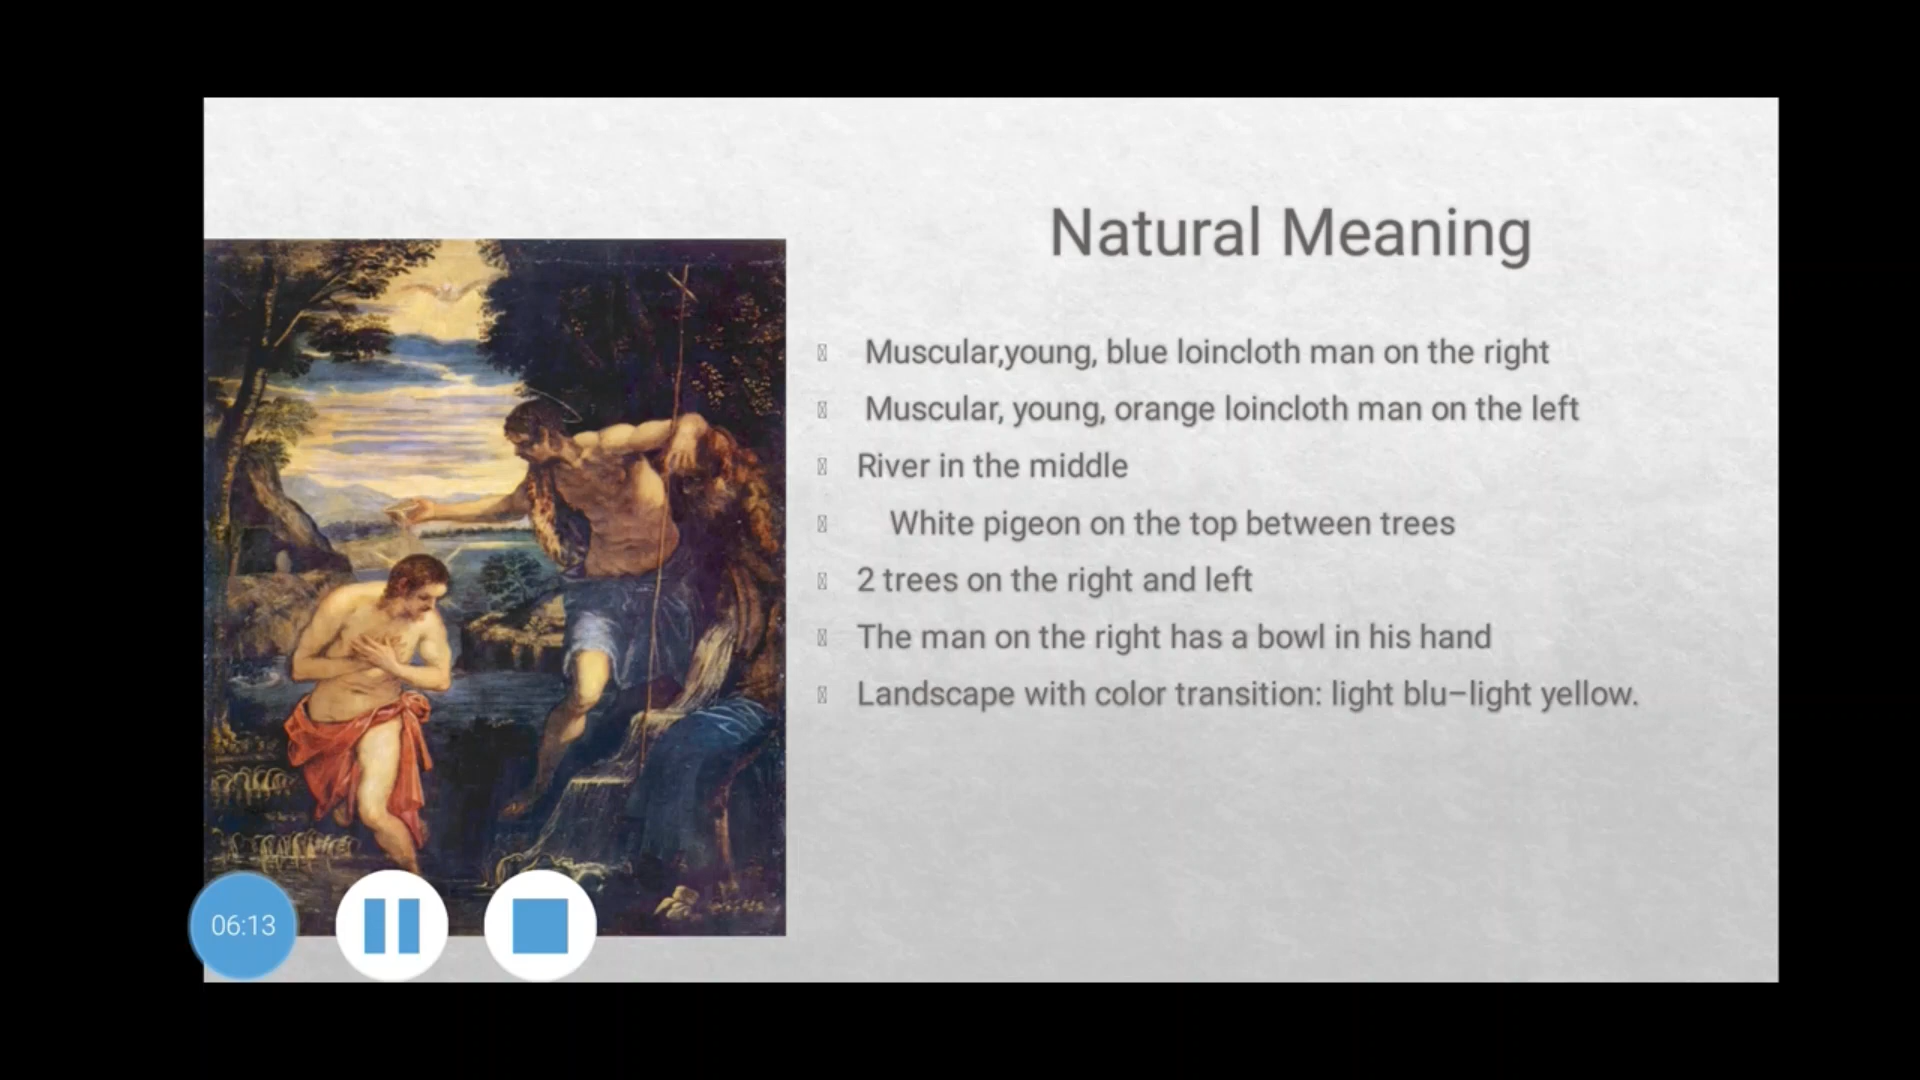 Natural Meaning
Muscular,young, blue loincloth man on the right
Muscular, young, orange loincloth man on the left
River in the middle
White pigeon on the top between trees
2 trees on the right and left
The man on the right has a bowl in his hand
Landscape with color transition: light blu–light yellow.
06:13